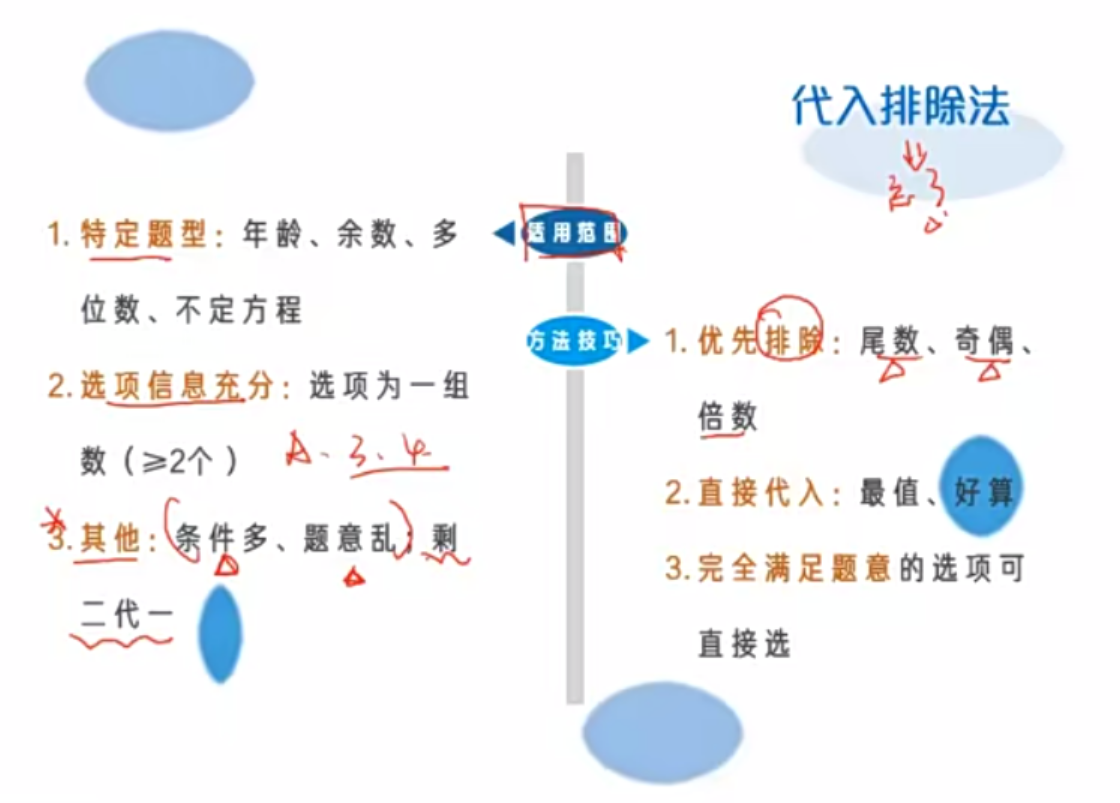 代入排除法
适用范围
1. 特定题型：年龄、余数、多
位数、不定方程
2. 选项信息充分：选项为一组
数（≥2个） A、3、4
3. 其他：(条件多、题意乱)；剩
二代一
方法技巧
1. 优先排除：尾数、奇偶、
倍数
2. 直接代入：最值、好算
3. 完全满足题意的选项可
直接选